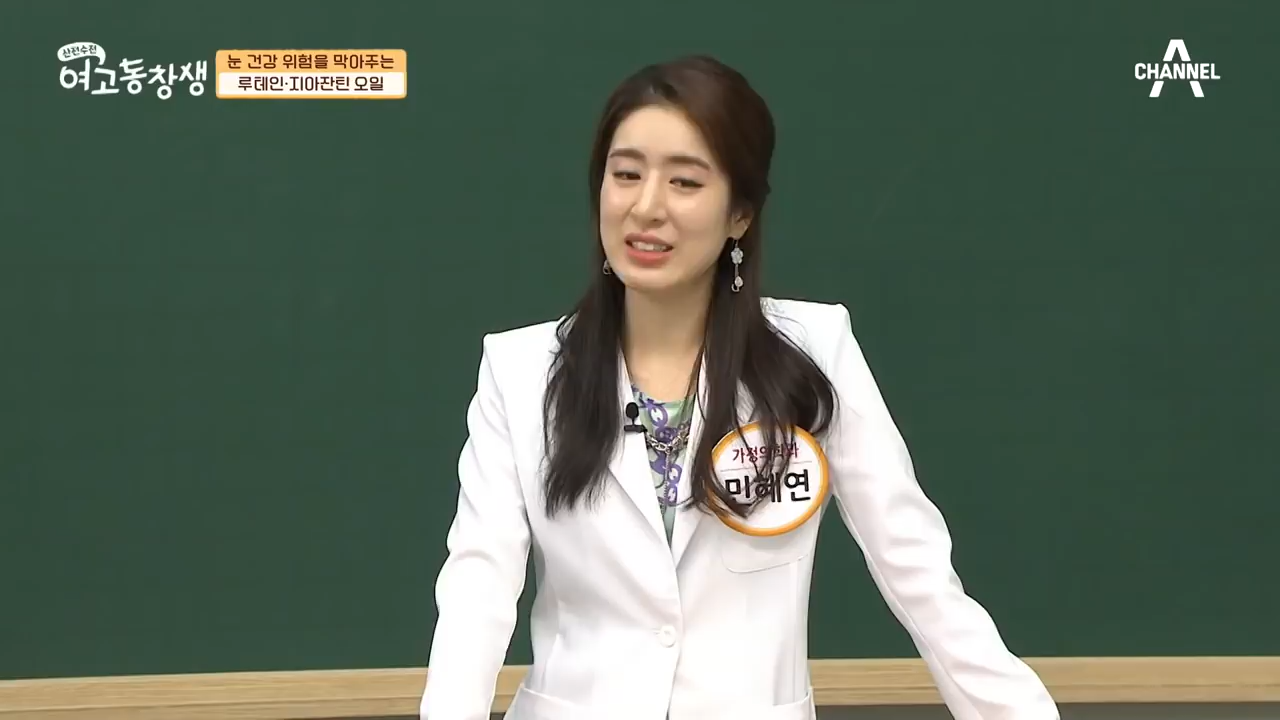 산전수전
여고동창생
눈 건강 위험을 막아주는
루테인·지아잔틴 오일
CHANNEL A
가정의학과
민혜연